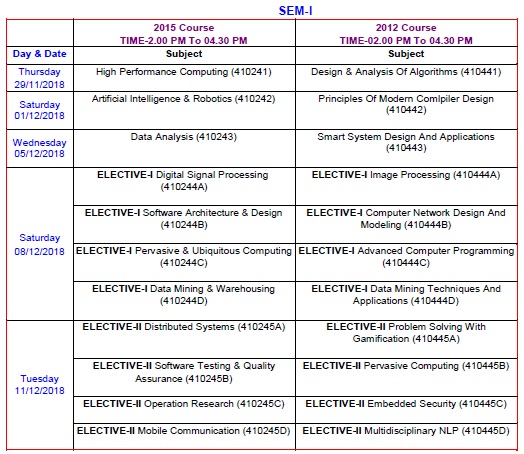 SEM-I
2015 Course
TIME-2.00 PM To 04.30 PM
2012 Course
TIME-02.00 PM To 04.30 PM
Day & Date
Subject
Subject
Thursday
29/11/2018
High Performance Computing (410241)
Design & Analysis Of Algorithms (410441)
Saturday
01/12/2018
Artificial Intelligence & Robotics (410242)
Principles Of Modern Comlpiler Design
(410442)
Wednesday
05/12/2018
Data Analysis (410243)
Smart System Design And Applications
(410443)
Saturday
08/12/2018
ELECTIVE-I Digital Signal Processing
(410244A)
ELECTIVE-I Image Processing (410444A)
ELECTIVE-I Software Architecture & Design
(410244B)
ELECTIVE-I Computer Network Design And
Modeling (410444B)
ELECTIVE-I Pervasive & Ubiquitous Computing
(410244C)
ELECTIVE-I Advanced Computer Programming
(410444C)
ELECTIVE-I Data Mining & Warehousing
(410244D)
ELECTIVE-I Data Mining Techniques And
Applications (410444D)
Tuesday
11/12/2018
ELECTIVE-II Distributed Systems (410245A)
ELECTIVE-II Problem Solving With
Gamification (410445A)
ELECTIVE-II Software Testing & Quality
Assurance (410245B)
ELECTIVE-II Pervasive Computing (410445B)
ELECTIVE-II Operation Research (410245C)
ELECTIVE-II Embedded Security (410445C)
ELECTIVE-II Mobile Communication (410245D)
ELECTIVE-II Multidisciplinary NLP (410445D)